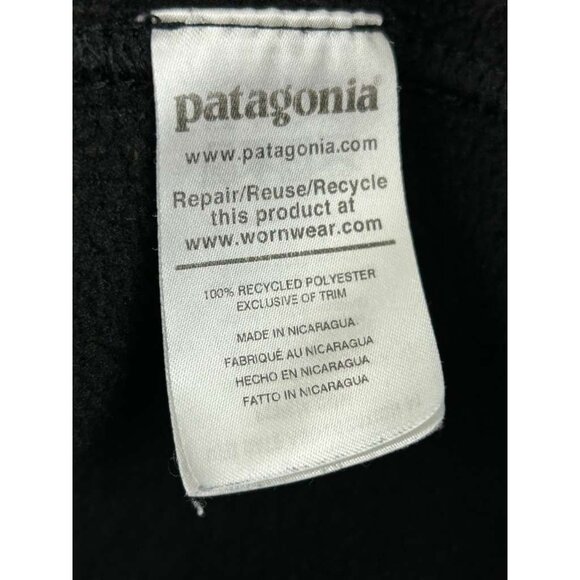 patagonia®
www.patagonia.com
Repair/Reuse/Recycle
this product at
www.wornwear.com
100% RECYCLED POLYESTER
EXCLUSIVE OF TRIM
MADE IN NICARAGUA
FABRIQUÉ AU NICARAGUA
HECHO EN NICARAGUA
FATTO IN NICARAGUA